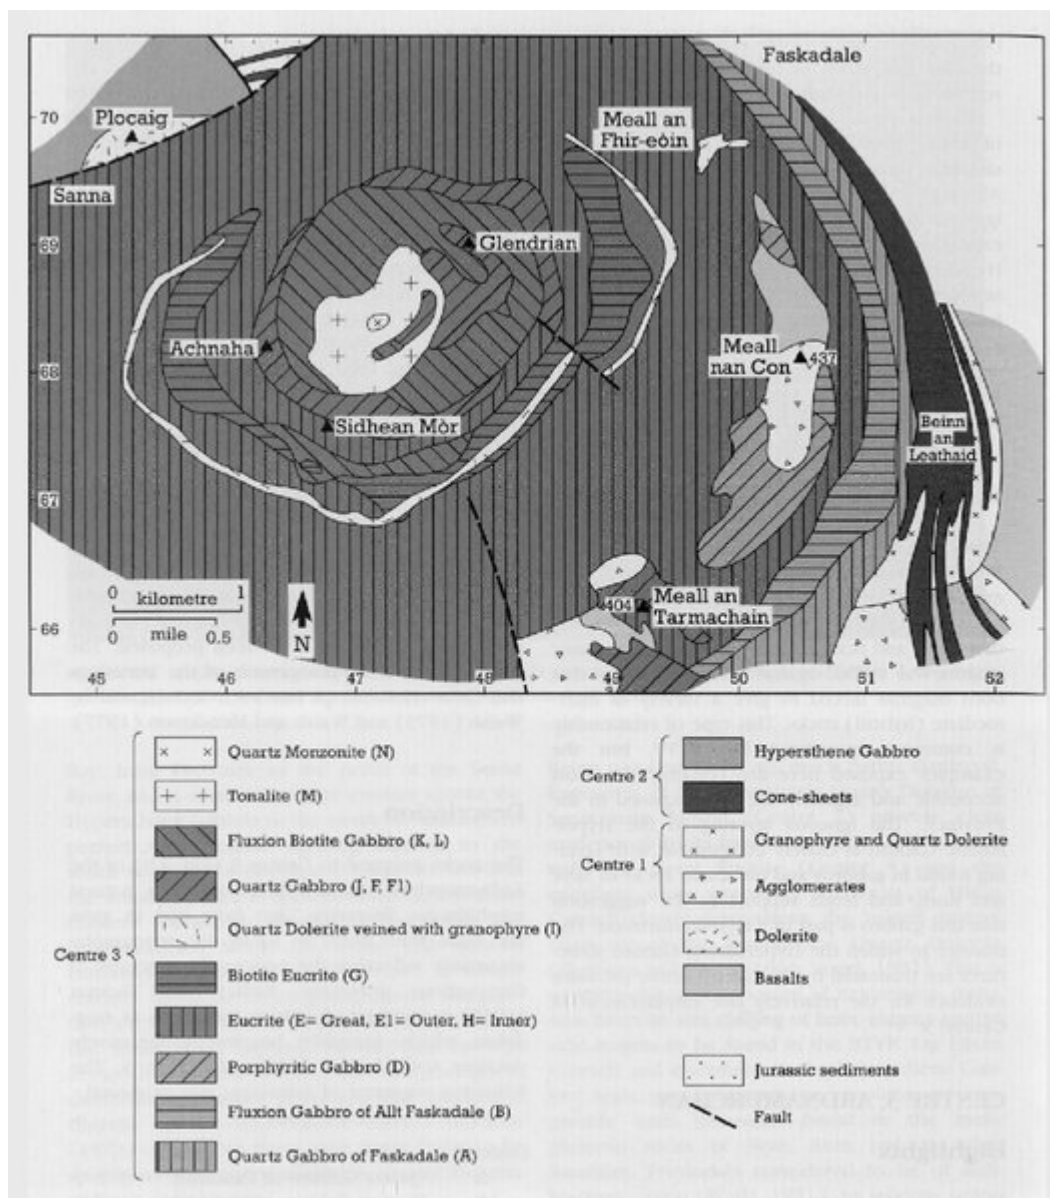 Faskadale
70
Plocaig
Meall an
Fhir-eòin
Sanna
69
Glendrian
Achnaha
Meall
nan Con
437
68
Sidhean Mòr
Beinn
an
Leathaid
67
kilometre
0 1
mile
0 0.5
N
404
Meall an
Tarmachain
66
45 46 47 48 49 50 51 62
Centre 3
Quartz Monzonite (N)
Tonalite (M)
Fluxion Biotite Gabbro (K, L)
Quartz Gabbro (J, F, F1)
Quartz Dolerite veined with granophyre (I)
Biotite Eucrite (G)
Eucrite (E= Great, E1= Outer, H= Inner)
Porphyritic Gabbro (D)
Fluxion Gabbro of Allt Faskadale (B)
Quartz Gabbro of Faskadale (A)
Centre 2
Hypersthene Gabbro
Cone-sheets
Centre 1
Granophyre and Quartz Dolerite
Agglomerates
Dolerite
Basalts
Jurassic sediments
Fault